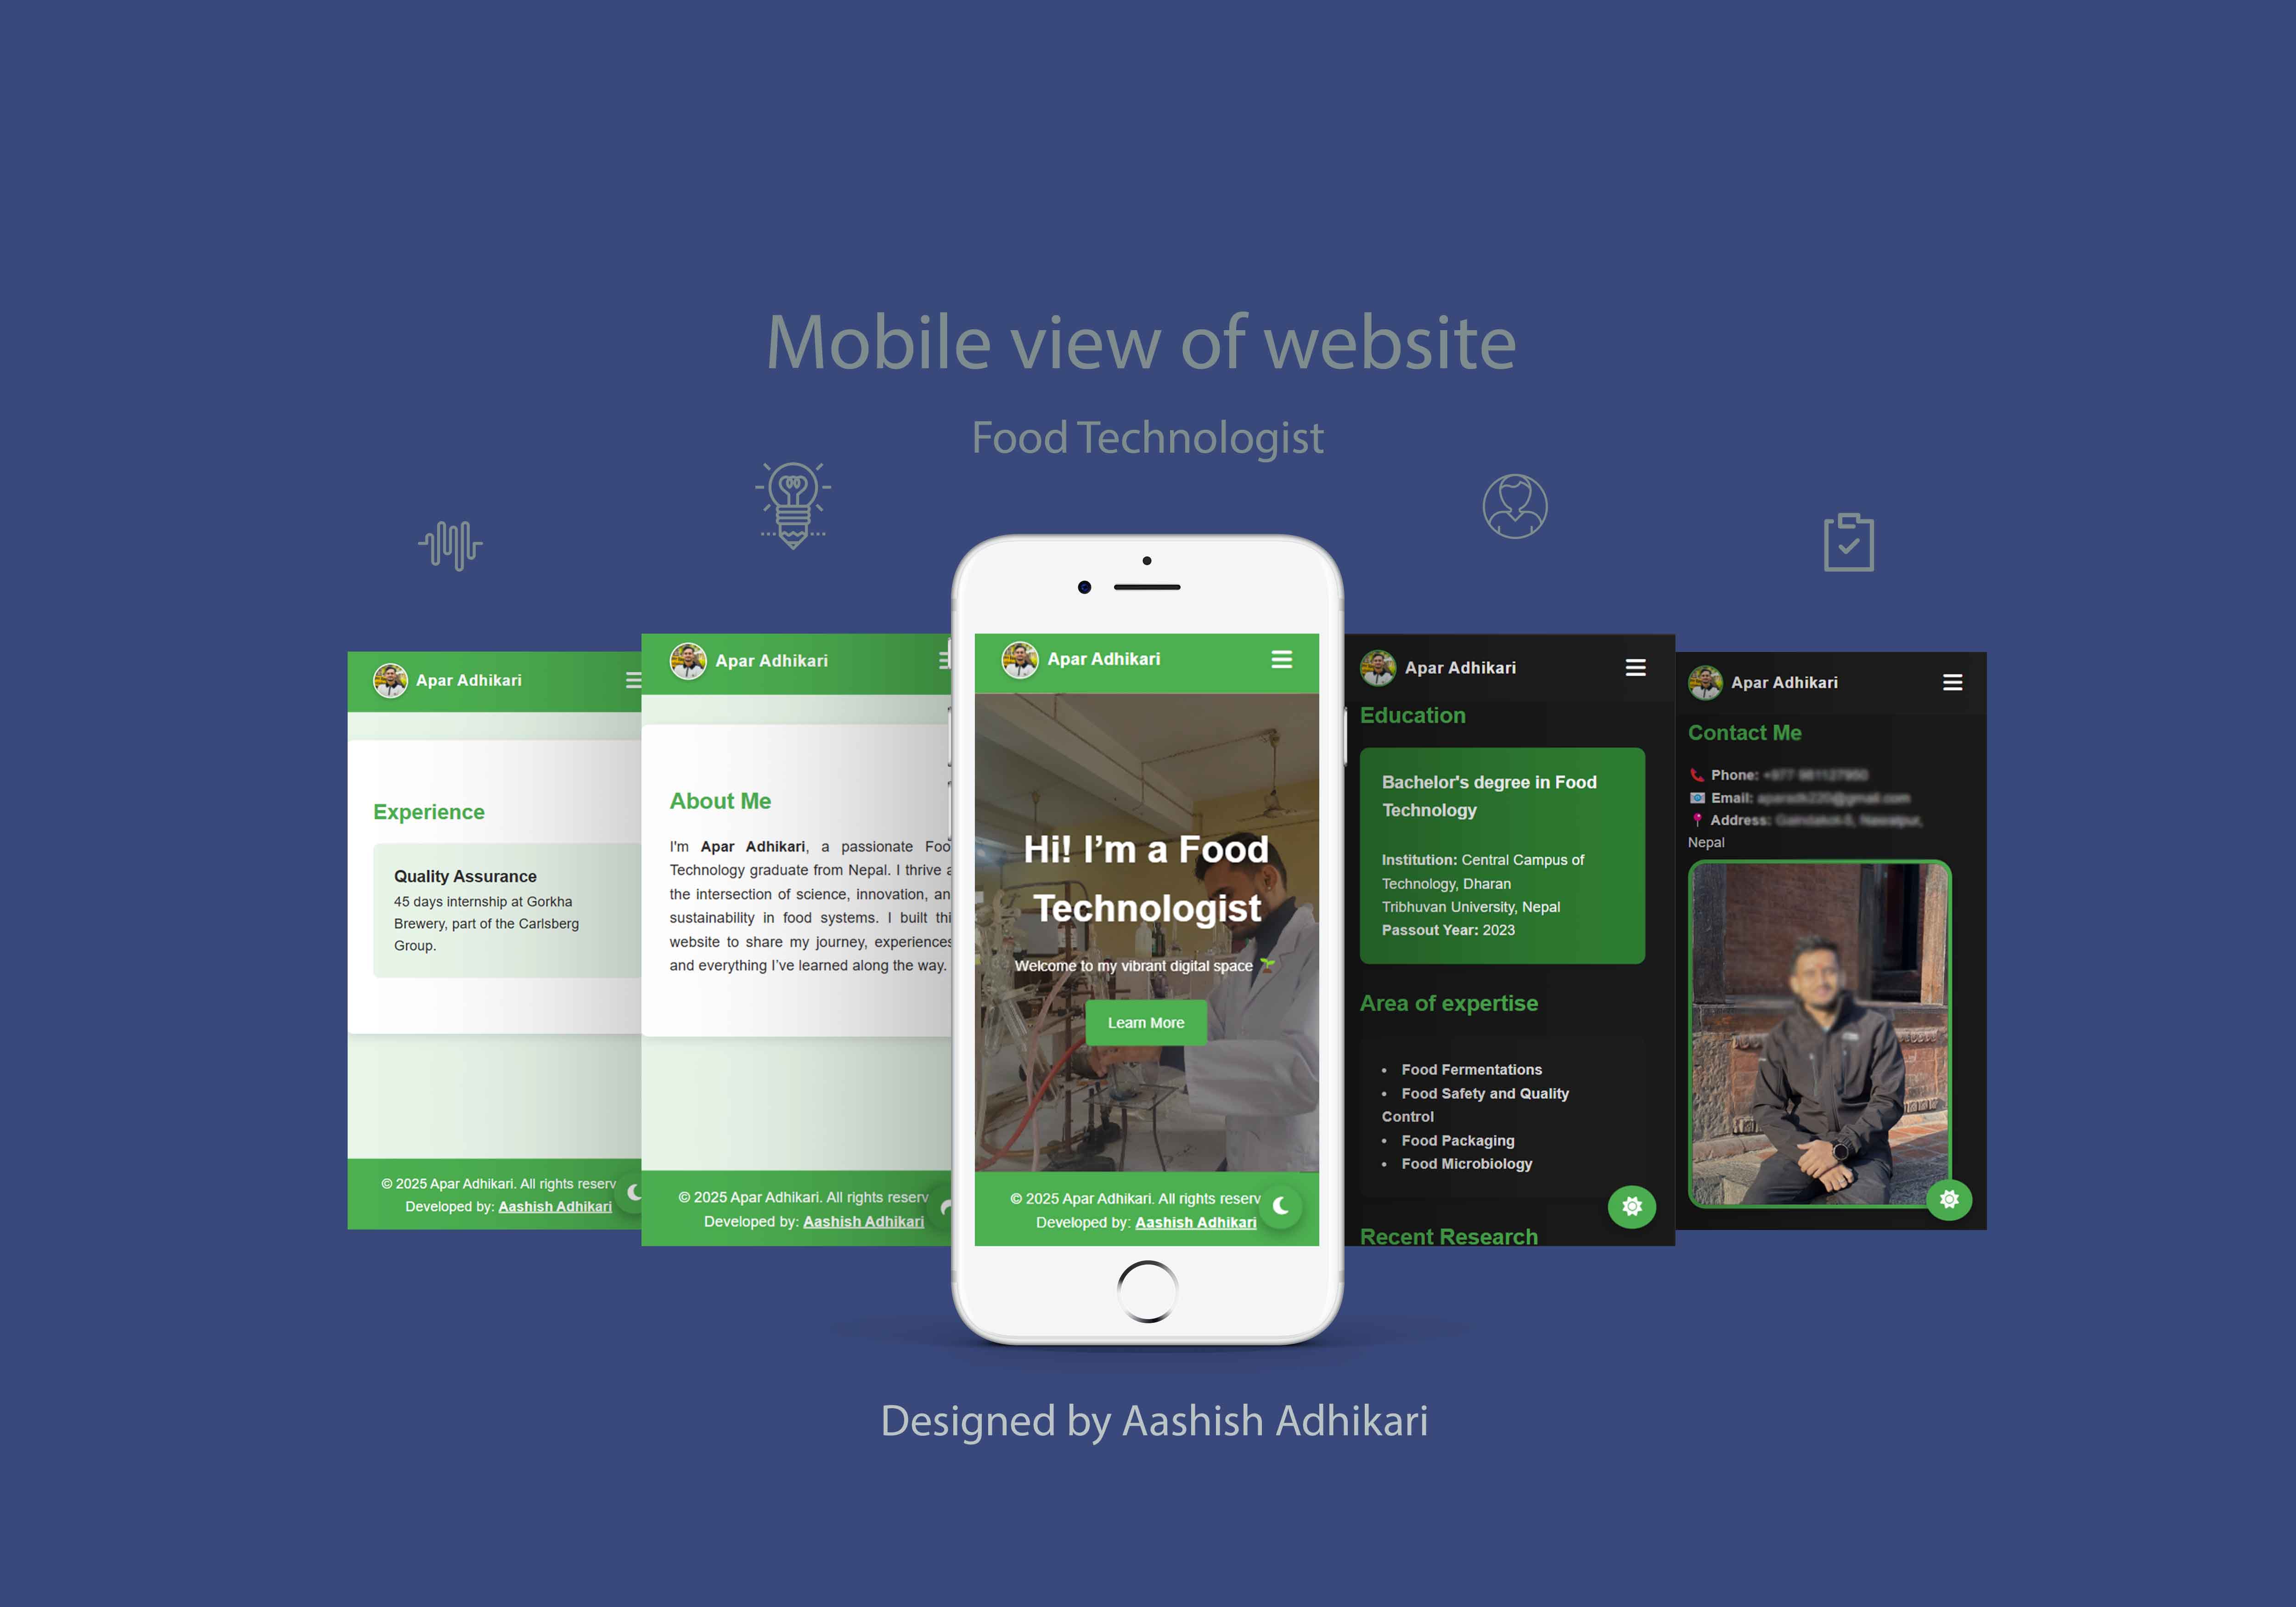 Mobile view of website
Food Technologist
Apar Adhikari
Experience
Quality Assurance
45 days internship at Gorkha
Brewery, part of the Carlsberg
Group.
© 2025 Apar Adhikari. All rights reserv
Developed by: Aashish Adhikari
Apar Adhikari
About Me
I'm Apar Adhikari, a passionate Foo
Technology graduate from Nepal. I thrive a
the intersection of science, innovation, an
sustainability in food systems. I built thi
website to share my journey, experiences
and everything I've learned along the way.
© 2025 Apar Adhikari. All rights reserv
Developed by: Aashish Adhikari
Apar Adhikari
Hi! I'm a Food
Technologist
Welcome to my vibrant digital space
Learn More
© 2025 Apar Adhikari. All rights reserv
Developed by: Aashish Adhikari
Apar Adhikari
Education
Bachelor's degree in Food
Technology
Institution: Central Campus of
Technology, Dharan
Tribhuvan University, Nepal
Passout Year: 2023
Area of expertise
• Food Fermentations
• Food Safety and Quality
Control
• Food Packaging
• Food Microbiology
Recent Research
Apar Adhikari
Contact Me
Phone:
Email:
Address:
Nepal
Designed by Aashish Adhikari